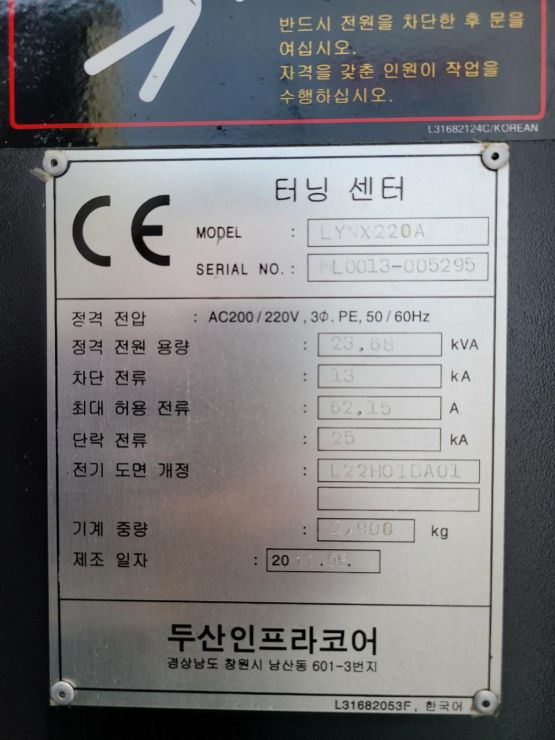 반드시 전원을 차단한 후 문을
여십시오.
자격을 갖춘 인원이 작업을
수행하십시오.
L31682124C/KOREAN
CE
터닝 센터
MODEL : LYNX220A
SERIAL NO. : ML0013-005295
정격 전압 : AC200/220V, 3Φ. PE, 50/60Hz
정격 전원 용량 : 23,68 kVA
차단 전류 : 13 kA
최대 허용 전류 : 62,15 A
단락 전류 : 25 kA
전기 도면 개정 : L22H01DA01
기계 중량 : 2,900 kg
제조 일자 :
두산인프라코어
경상남도 창원시 남산동 601-3번지
L31682053F, 한국어